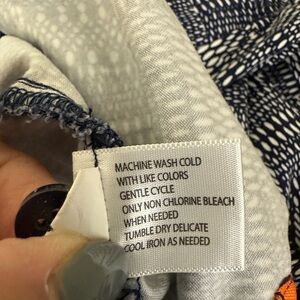 MACHINE WASH COLD
WITH LIKE COLORS
GENTLE CYCLE
ONLY NON CHLORINE BLEACH
WHEN NEEDED
TUMBLE DRY DELICATE
COOL IRON AS NEEDED